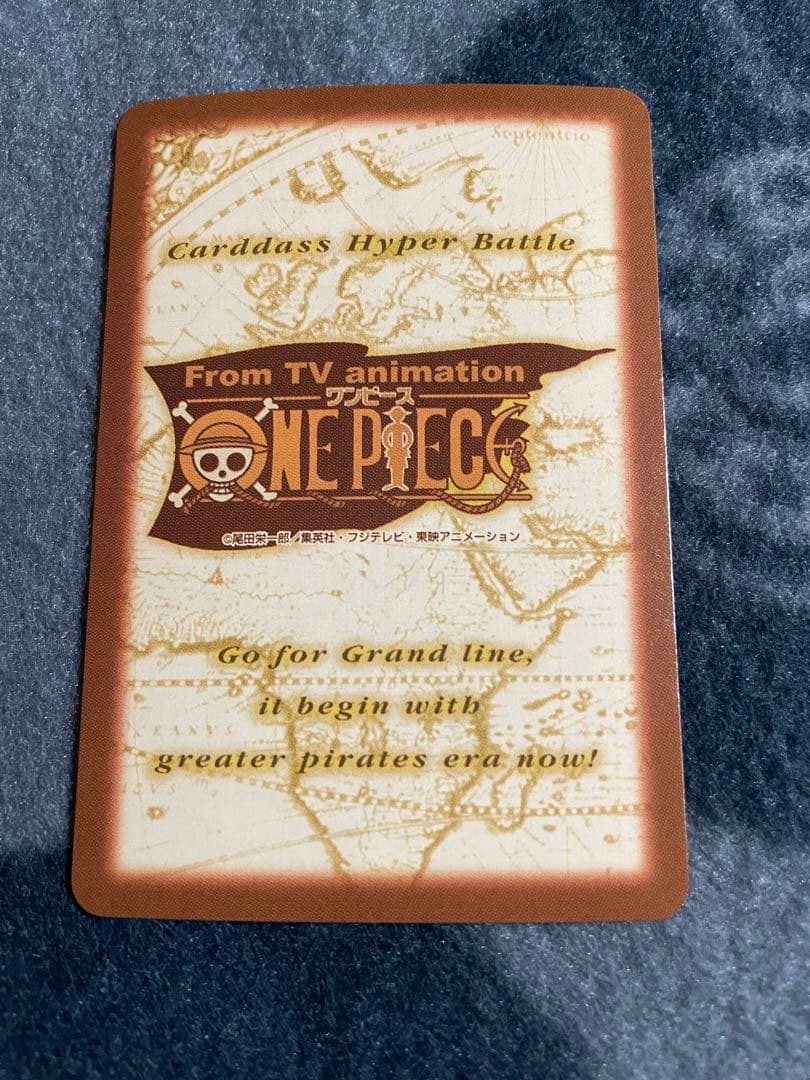 Septentrio
Carddass Hyper Battle
From TV animation
ワンピース
ONE PIECE
©尾田栄一郎／集英社・フジテレビ・東映アニメーション
Go for Grand line,
it begin with
greater pirates era now!